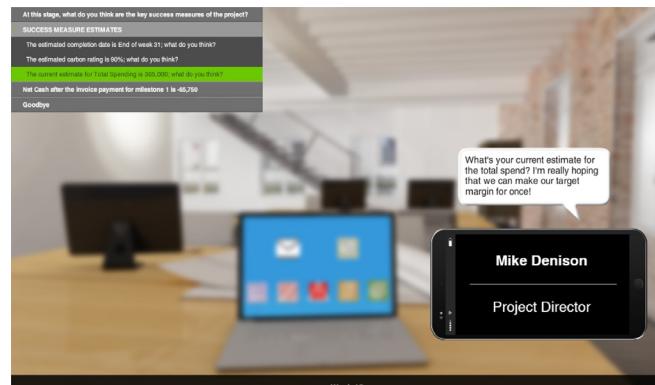 At this stage, what do you think are the key success measures of the project?
SUCCESS MEASURE ESTIMATES
The estimated completion date is End of week 31; what do you think?
The estimated carbon rating is 90%; what do you think?
The current estimate for Total Spending is 365,000; what do you think?
Net Cash after the invoice payment for milestone 1 is -65,750
Goodbye
What's your current estimate for
the total spend? I'm really hoping
that we can make our target
margin for once!
Mike Denison
Project Director